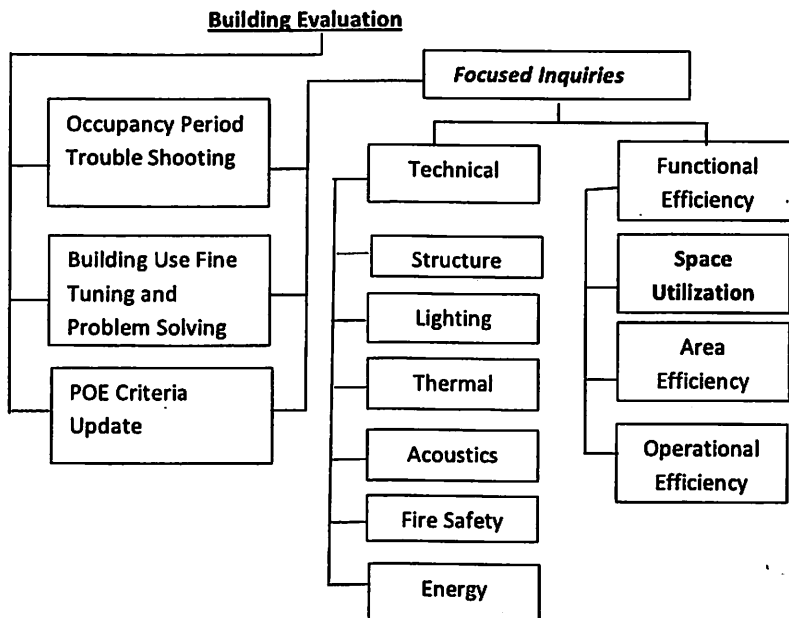 Building Evaluation
Focused Inquiries
Occupancy Period
Trouble Shooting
Building Use Fine
Tuning and
Problem Solving
POE Criteria
Update
Technical
Structure
Lighting
Thermal
Acoustics
Fire Safety
Energy
Functional
Efficiency
Space
Utilization
Area
Efficiency
Operational
Efficiency